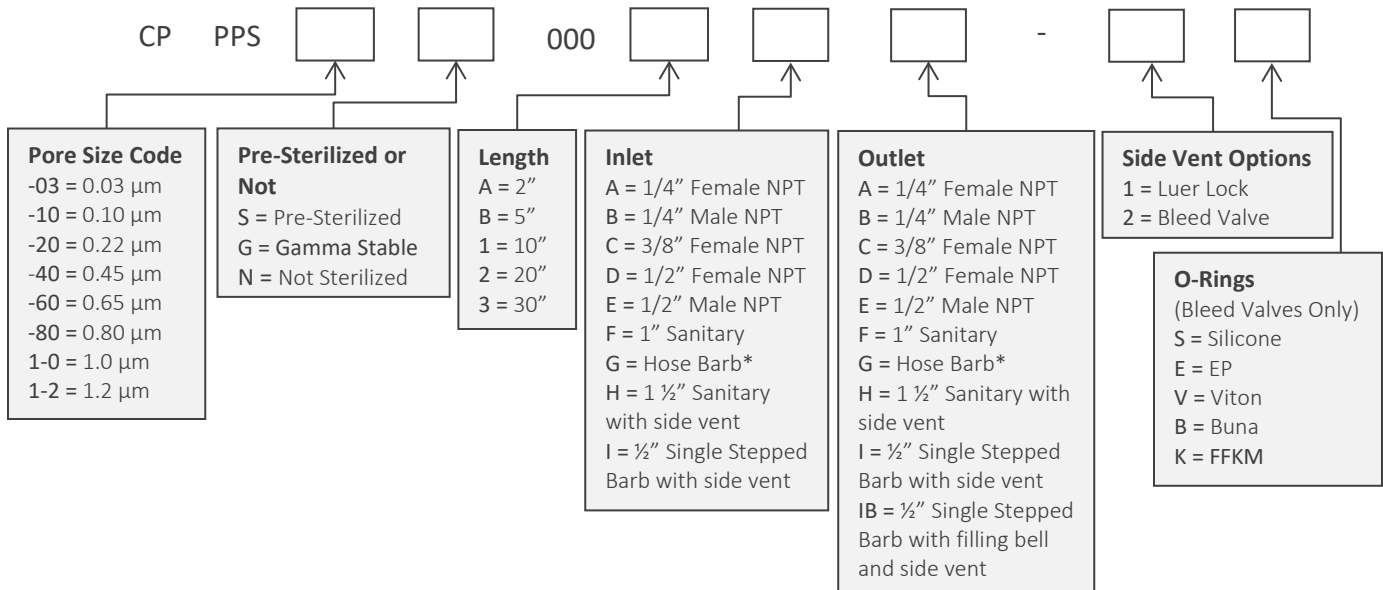 CP PPS 000 -
Pore Size Code
-03 = 0.03 µm
-10 = 0.10 µm
-20 = 0.22 µm
-40 = 0.45 µm
-60 = 0.65 µm
-80 = 0.80 µm
1-0 = 1.0 µm
1-2 = 1.2 µm
Pre-Sterilized or
Not
S = Pre-Sterilized
G = Gamma Stable
N = Not Sterilized
Length
A = 2”
B = 5”
1 = 10”
2 = 20”
3 = 30”
Inlet
A = 1/4” Female NPT
B = 1/4” Male NPT
C = 3/8” Female NPT
D = 1/2” Female NPT
E = 1/2” Male NPT
F = 1” Sanitary
G = Hose Barb*
H = 1 ½” Sanitary
with side vent
I = ½” Single Stepped
Barb with side vent
Outlet
A = 1/4” Female NPT
B = 1/4” Male NPT
C = 3/8” Female NPT
D = 1/2” Female NPT
E = 1/2” Male NPT
F = 1” Sanitary
G = Hose Barb*
H = 1 ½” Sanitary with
side vent
I = ½” Single Stepped
Barb with side vent
IB = ½” Single Stepped
Barb with filling bell
and side vent
Side Vent Options
1 = Luer Lock
2 = Bleed Valve
O-Rings
(Bleed Valves Only)
S = Silicone
E = EP
V = Viton
B = Buna
K = FFKM